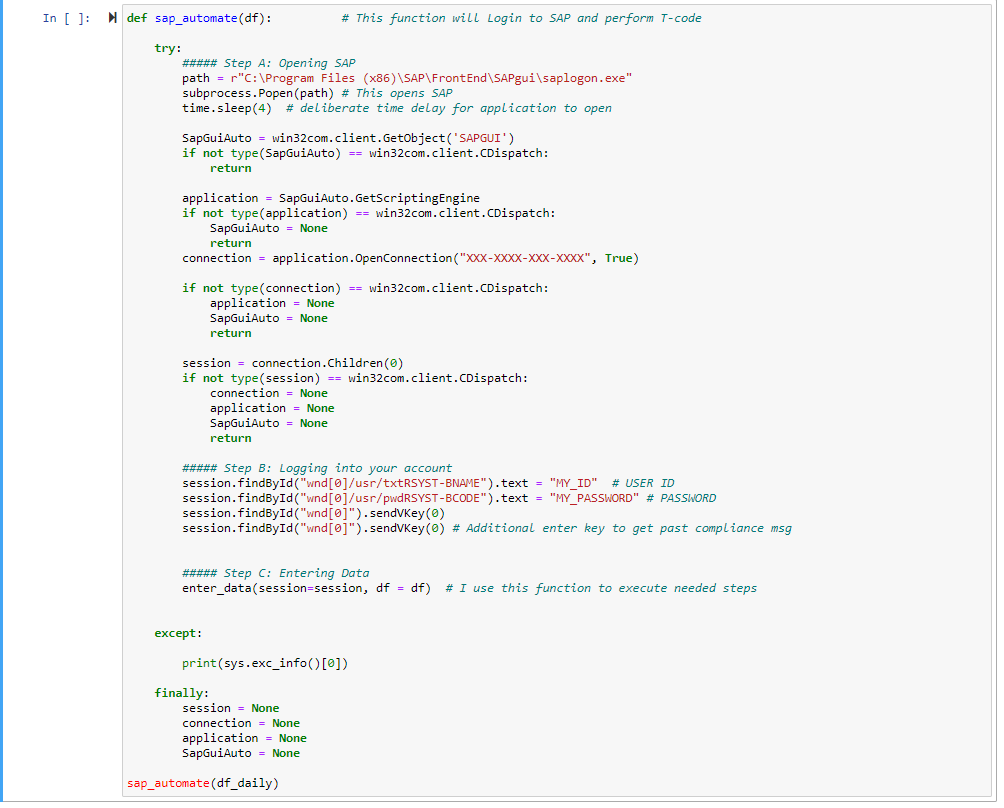 In [ ]: def sap_automate(df):          # This function will Login to SAP and perform T-code
    try:
        ##### Step A: Opening SAP
        path = r"C:\Program Files (x86)\SAP\FrontEnd\SAPgui\saplogon.exe"
        subprocess.Popen(path) # This opens SAP
        time.sleep(4)  # deliberate time delay for application to open
        SapGuiAuto = win32com.client.GetObject('SAPGUI')
        if not type(SapGuiAuto) == win32com.client.CDispatch:
            return
        application = SapGuiAuto.GetScriptingEngine
        if not type(application) == win32com.client.CDispatch:
            SapGuiAuto = None
            return
        connection = application.OpenConnection("XXX-XXXX-XXX-XXXX", True)
        if not type(connection) == win32com.client.CDispatch:
            application = None
            SapGuiAuto = None
            return
        session = connection.Children(0)
        if not type(session) == win32com.client.CDispatch:
            connection = None
            application = None
            SapGuiAuto = None
            return
        ##### Step B: Logging into your account
        session.findById("wnd[0]/usr/txtRSYST-BNAME").text = "MY_ID"  # USER ID
        session.findById("wnd[0]/usr/pwdRSYST-BCODE").text = "MY_PASSWORD" # PASSWORD
        session.findById("wnd[0]").sendVKey(0)
        session.findById("wnd[0]").sendVKey(0) # Additional enter key to get past compliance msg
        ##### Step C: Entering Data
        enter_data(session=session, df = df)  # I use this function to execute needed steps
    except:
        print(sys.exc_info()[0])
    finally:
        session = None
        connection = None
        application = None
        SapGuiAuto = None
sap_automate(df_daily)